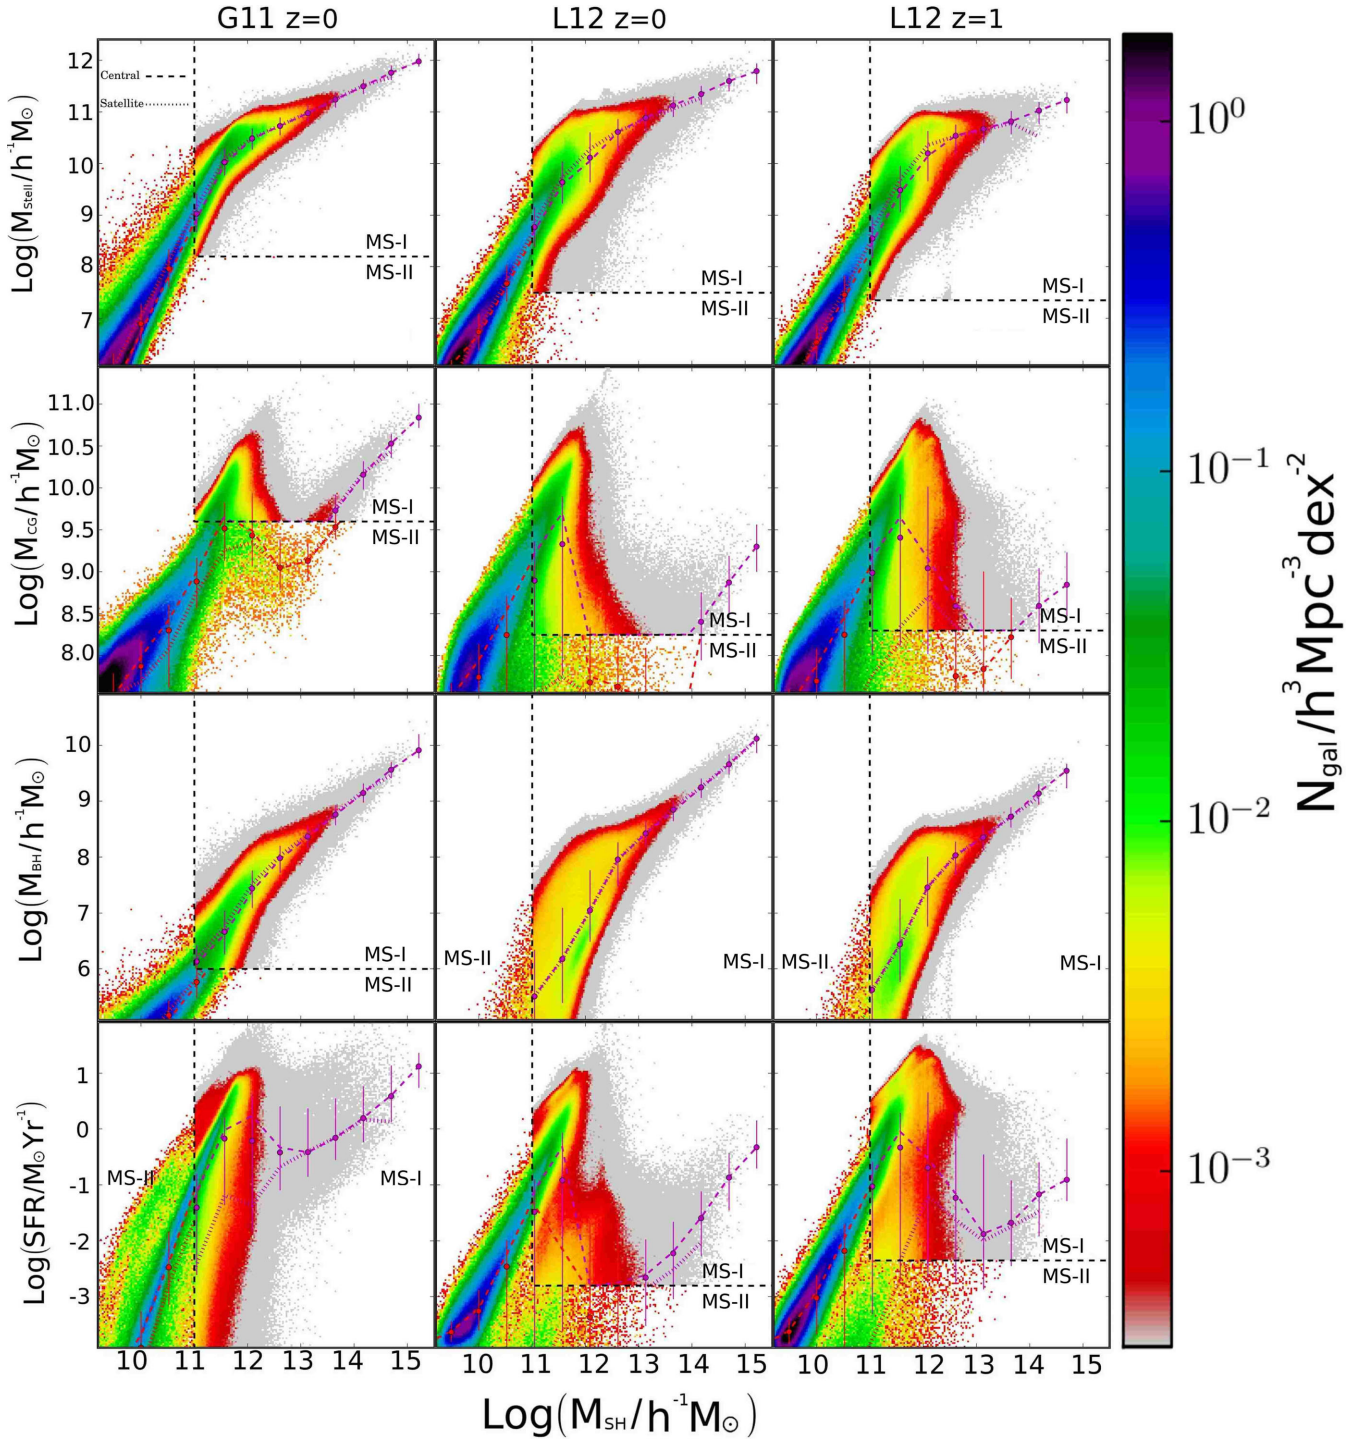 G11 z=0 L12 z=0 L12 z=1
Log(M_stell/h⁻¹M⊙)
12
11
10
9
8
7
Central
Satellite
MS-I
MS-II
MS-I
MS-II
MS-I
MS-II
Log(M_CG/h⁻¹M⊙)
11.0
10.5
10.0
9.5
9.0
8.5
8.0
MS-I
MS-II
MS-I
MS-II
MS-I
MS-II
Log(M_BH/h⁻¹M⊙)
10
9
8
7
6
MS-I
MS-II
MS-II MS-I
MS-II MS-I
Log(SFR/M⊙Yr⁻¹)
1
0
-1
-2
-3
MS-II MS-I
MS-I
MS-II
MS-I
MS-II
10 11 12 13 14 15 10 11 12 13 14 15 10 11 12 13 14 15
Log(M_SH/h⁻¹M⊙)
10⁰
10⁻¹
10⁻²
10⁻³
N_gal/h³Mpc⁻³dex⁻²